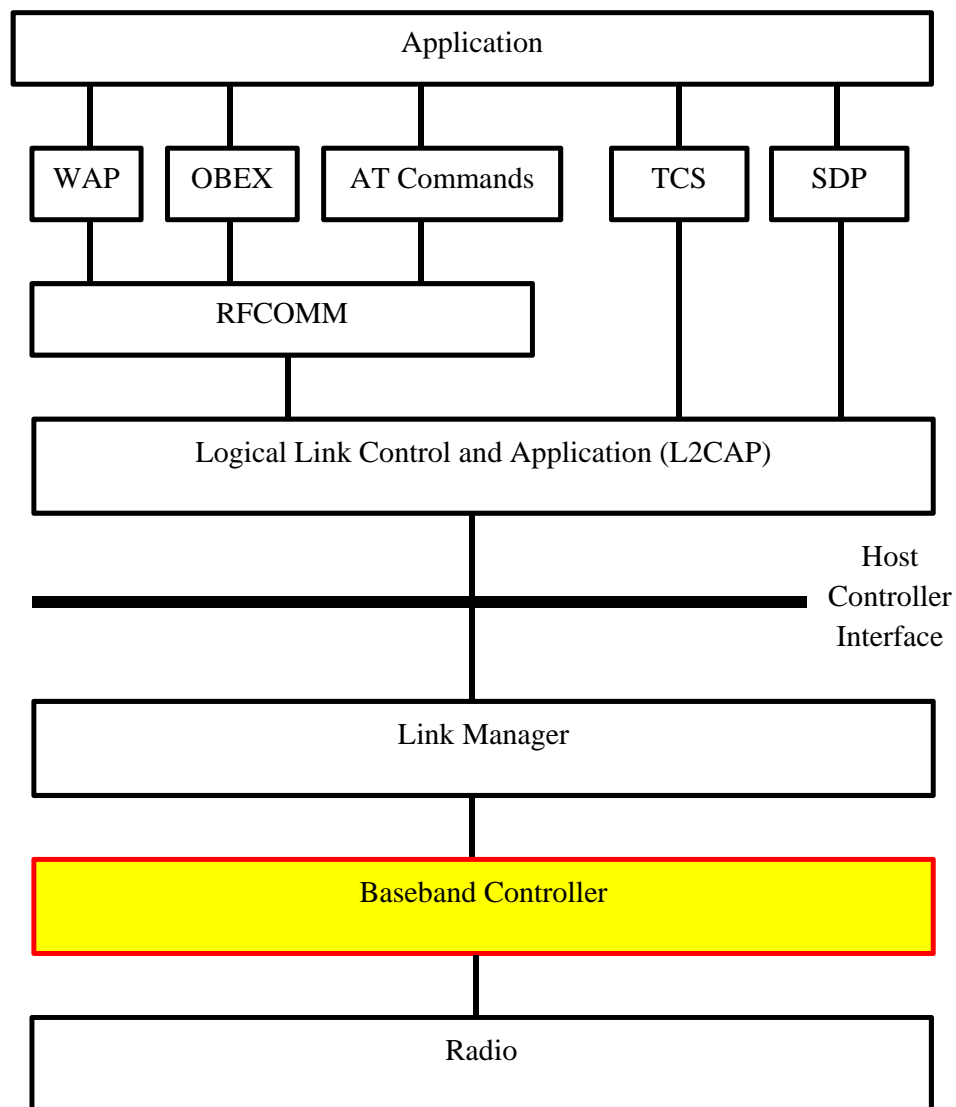 Application
WAP
OBEX
AT Commands
TCS
SDP
RFCOMM
Logical Link Control and Application (L2CAP)
Host
Controller
Interface
Link Manager
Baseband Controller
Radio